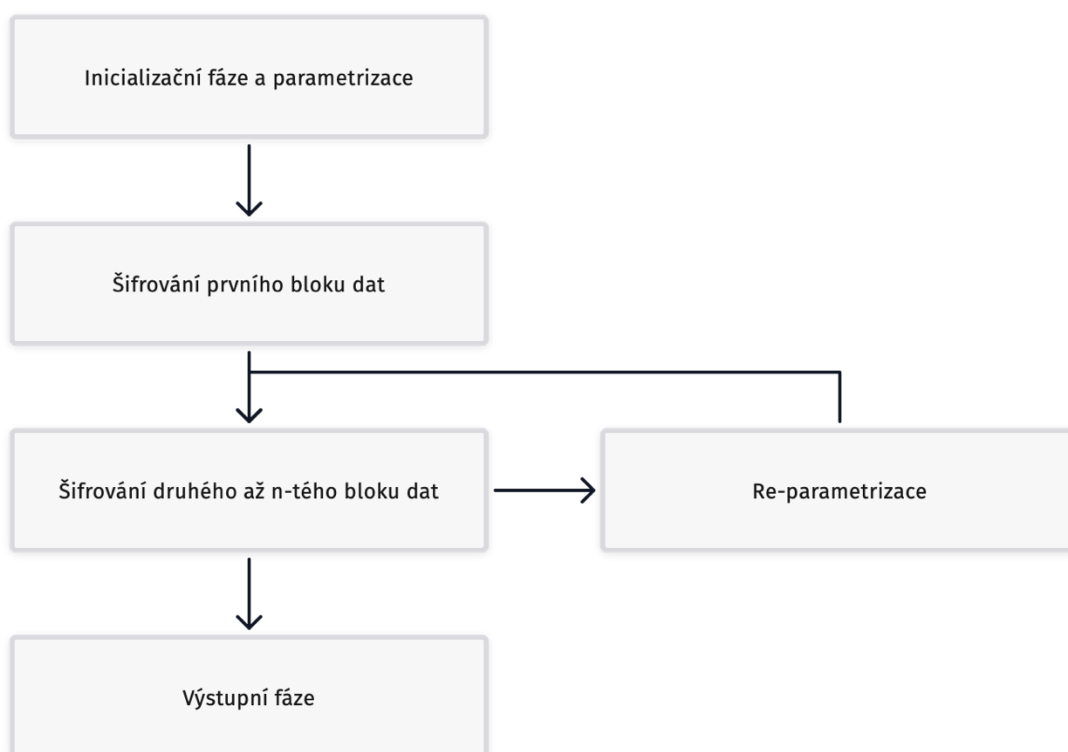 Inicializační fáze a parametrizace
Šifrování prvního bloku dat
Šifrování druhého až n-tého bloku dat
Re-parametrizace
Výstupní fáze